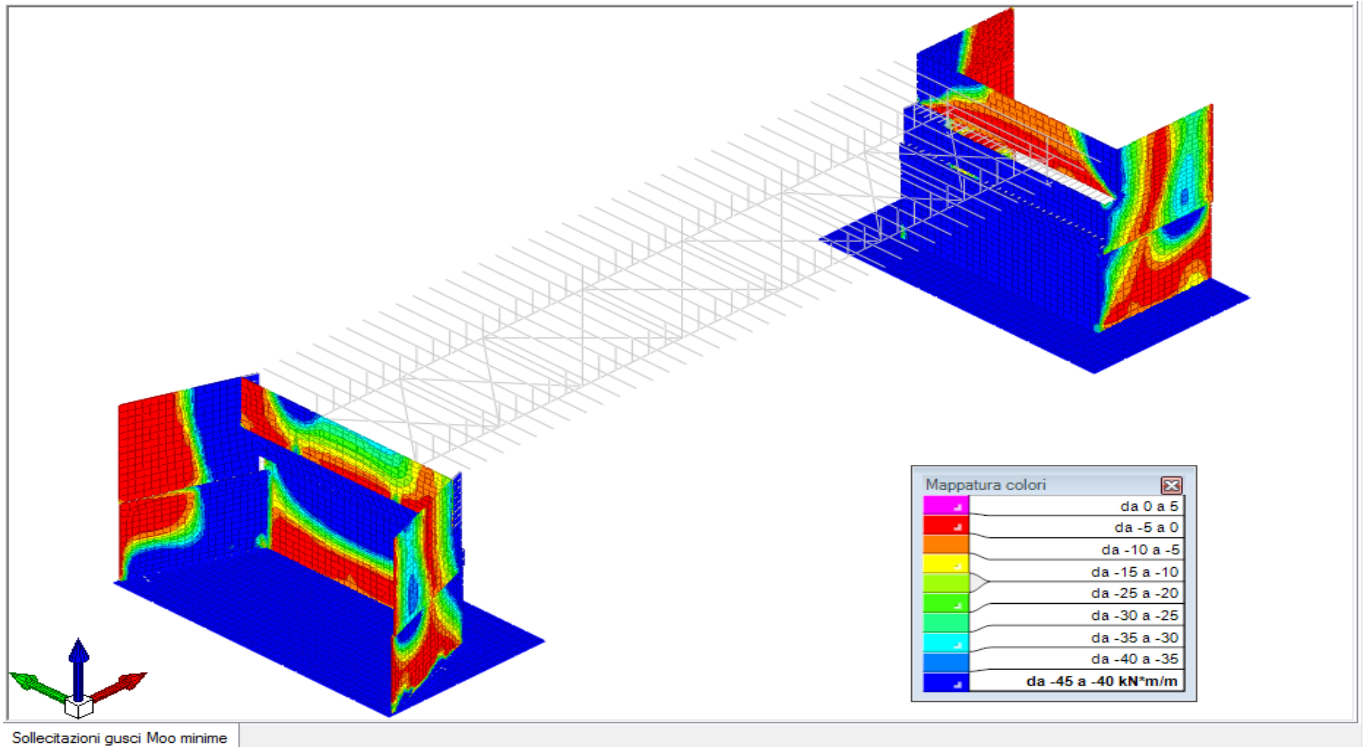 Mappatura colori
da 0 a 5
da -5 a 0
da -10 a -5
da -15 a -10
da -25 a -20
da -30 a -25
da -35 a -30
da -40 a -35
da -45 a -40 kN*m/m
Sollecitazioni gusci Moo minime